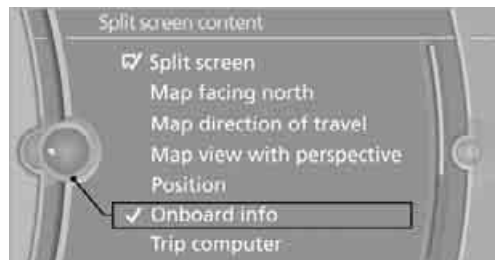 Split screen content
Split screen
Map facing north
Map direction of travel
Map view with perspective
Position
Onboard info
Trip computer